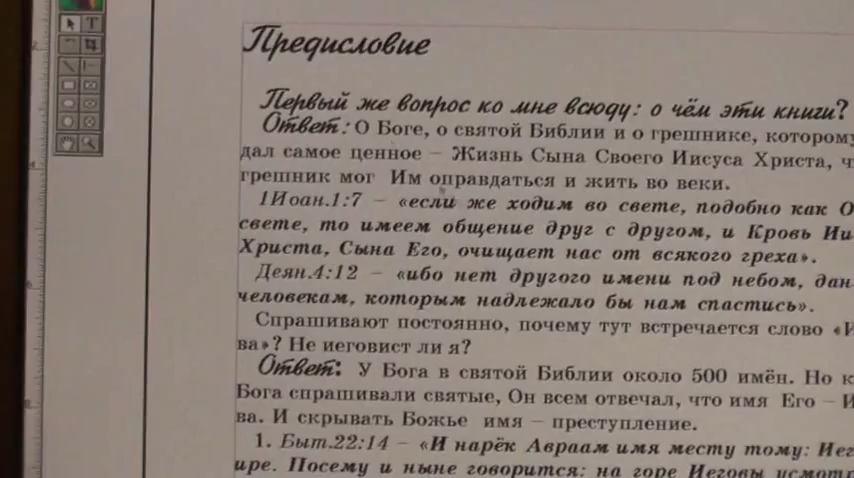 Предисловие
Первый же вопрос ко мне всюду: о чём эти книги?
Ответ: О Боге, о святой Библии и о грешнике, которому
дал самое ценное – Жизнь Сына Своего Иисуса Христа, ч
грешник мог Им оправдаться и жить во веки.
1Иоан.1:7 – «если же ходим во свете, подобно как О
свете, то имеем общение друг с другом, и Кровь Ии
Христа, Сына Его, очищает нас от всякого греха».
Деян.4:12 – «ибо нет другого имени под небом, дан
человекам, которым надлежало бы нам спастись».
Спрашивают постоянно, почему тут встречается слово «И
ва»? Не иеговист ли я?
Ответ: У Бога в святой Библии около 500 имён. Но к
Бога спрашивали святые, Он всем отвечал, что имя Его – И
ва. И скрывать Божье имя – преступление.
1. Быт.22:14 – «И нарёк Авраам имя месту тому: Иег
ире. Посему и ныне говорится: на горе Иеговы усмот